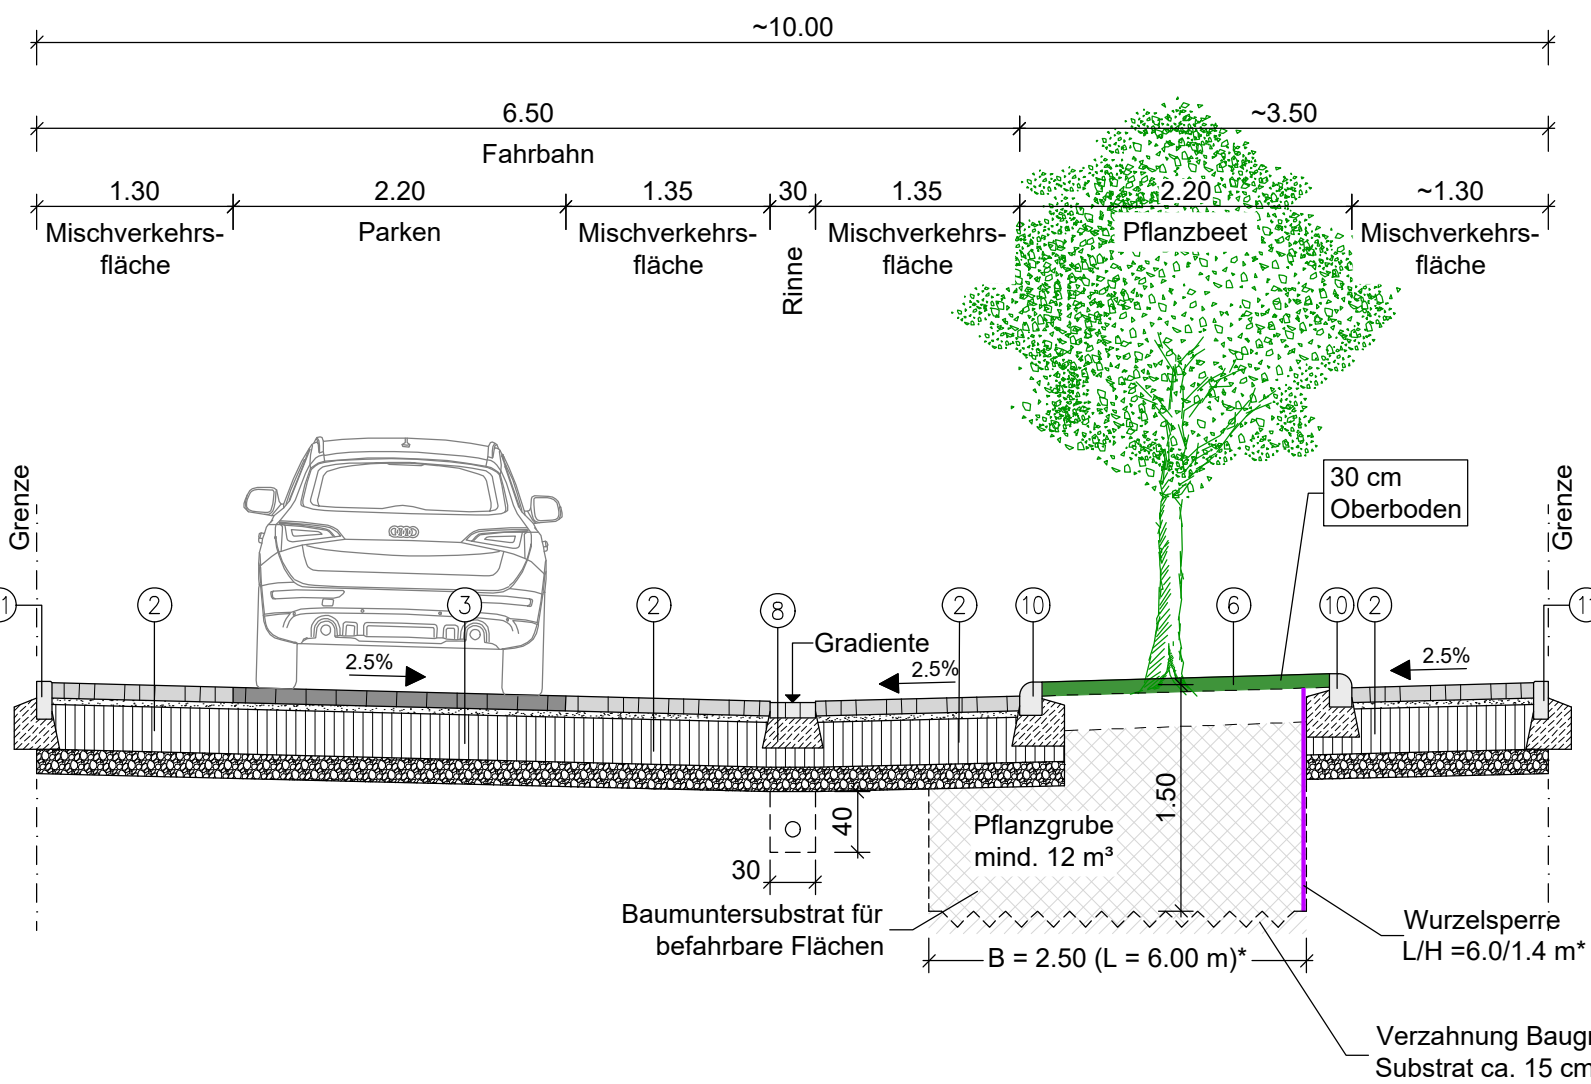 ~10.00
6.50
~3.50
Fahrbahn
1.30
2.20
1.35
30
1.35
2.20
~1.30
Mischverkehrs-
fläche
Parken
Mischverkehrs-
fläche
Rinne
Mischverkehrs-
fläche
Pflanzbeet
Mischverkehrs-
fläche
Grenze
30 cm
Oberboden
Grenze
1
2
3
2
8
2
10
6
10
2
1
Gradiente
2.5%
2.5%
2.5%
40
30
1.50
Pflanzgrube
mind. 12 m³
Baumuntersubstrat für
befahrbare Flächen
B = 2.50 (L = 6.00 m)*
Wurzelsperre
L/H =6.0/1.4 m*
Verzahnung
Substrat ca. 15 cm